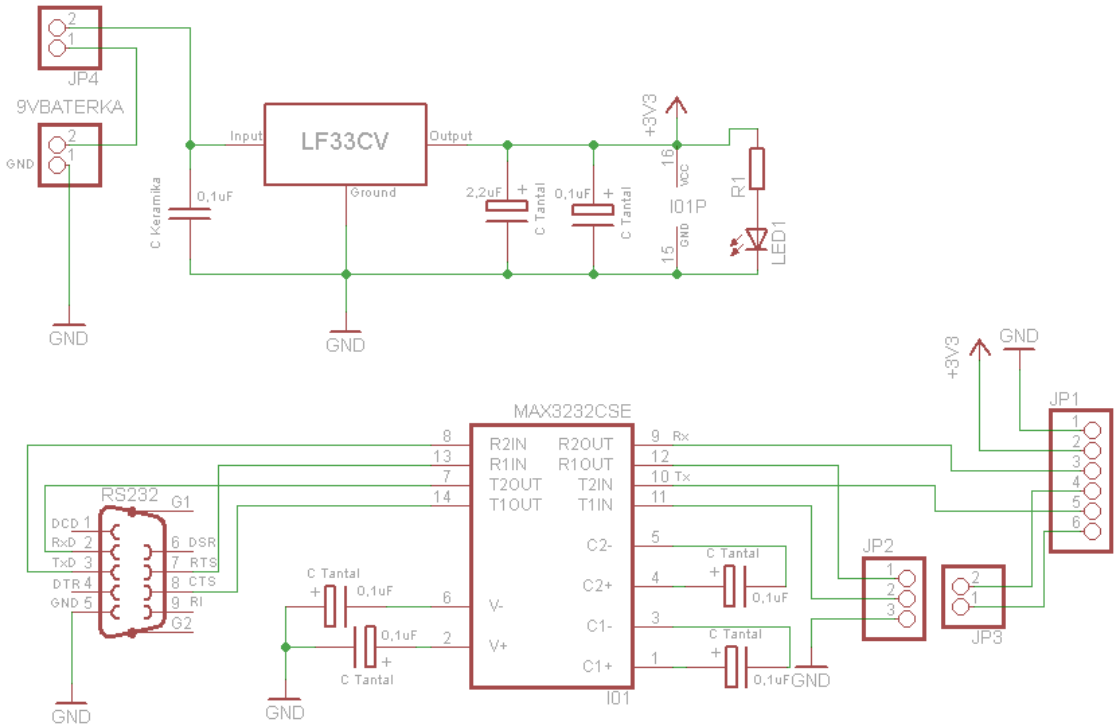 2
1
JP4
9VBATERKA
2
1
GND
GND
C Keramika
0,1uF
Input
LF33CV
Output
Ground
GND
2,2uF
+
C Tantal
0,1uF
+
C Tantal
+3V3
16
VCC
I01P
GND
15
R1
LED1
MAX3232CSE
8 R2IN R2OUT 9 Rx
13 R1IN R1OUT 12
7 T2OUT T2IN 10 Tx
14 T1OUT T1IN 11
C2- 5
C2+ 4
6 V- C1- 3
2 V+
C1+ 1
I01
RS232
G1
DCD 1
RxD 2
TxD 3
DTR 4
GND 5
6 DSR
7 RTS
8 CTS
9 RI
G2
GND
C Tantal
+
0,1uF
0,1uF
+
C Tantal
GND
C Tantal
+
0,1uF
C Tantal
+
0,1uF
GND
JP2
1
2
3
2
1
JP3
+3V3
GND
JP1
1
2
3
4
5
6